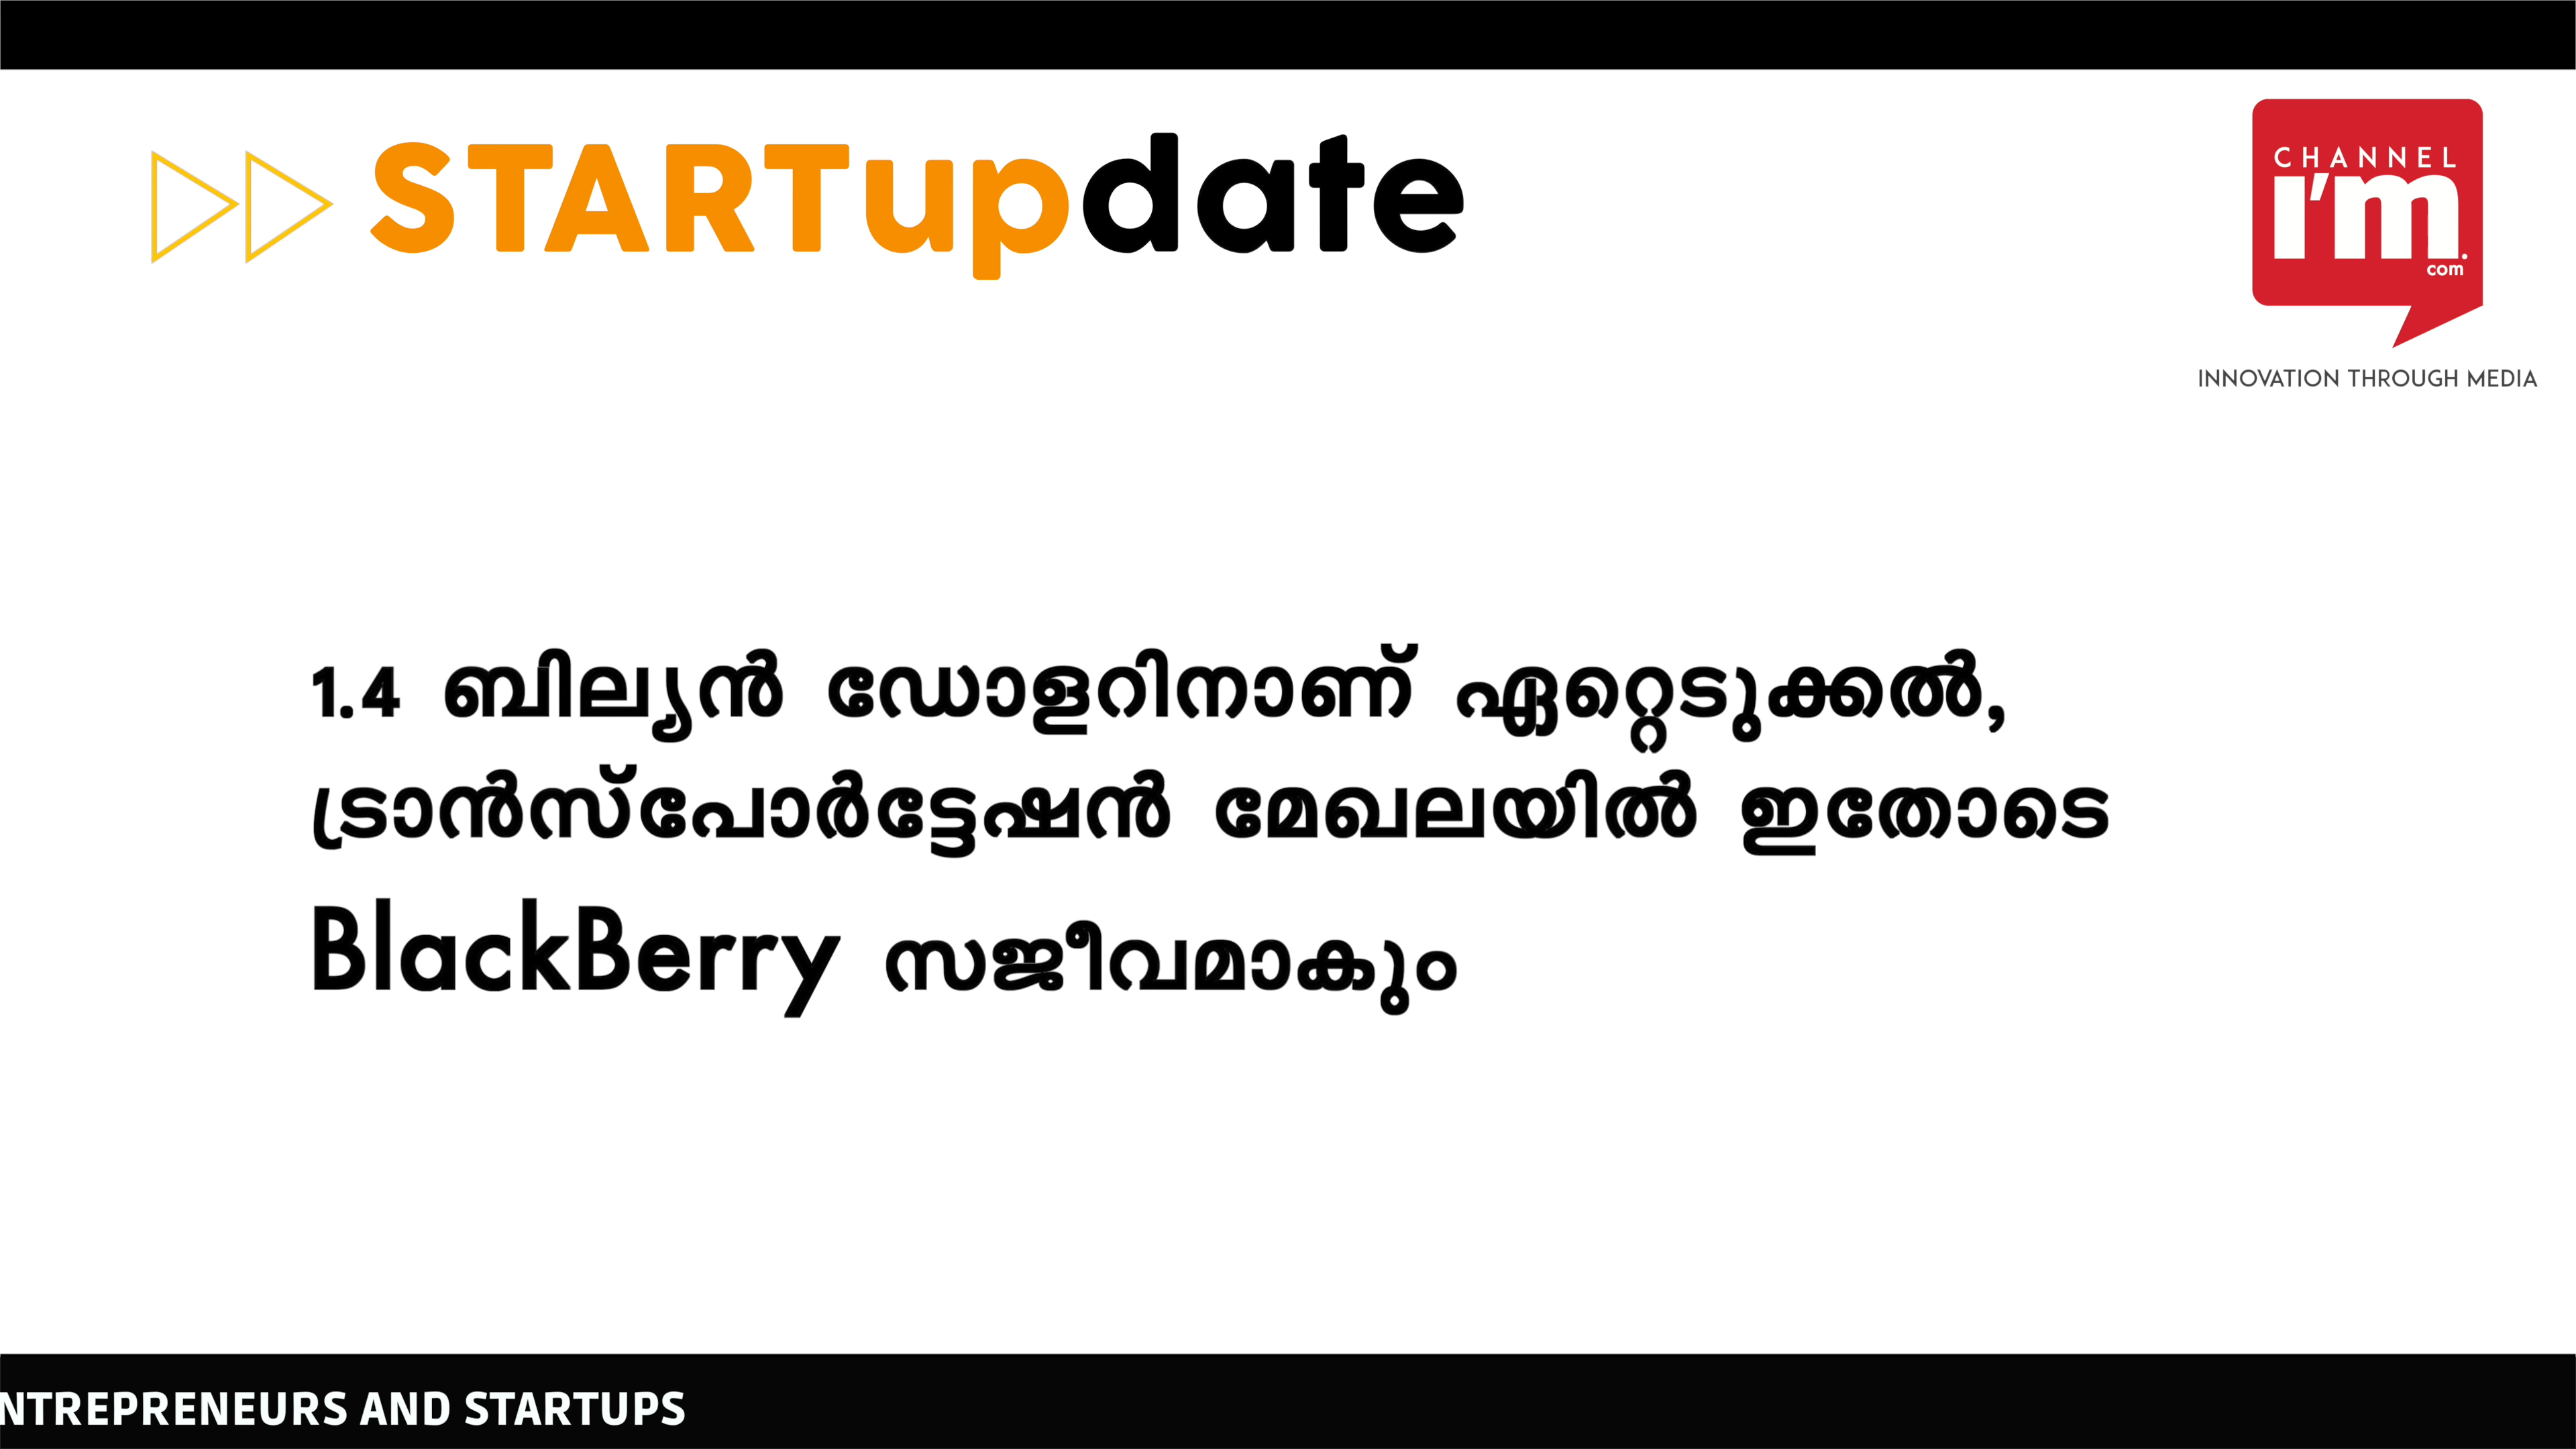 STARTupdate
CHANNEL
I'm
.com
INNOVATION THROUGH MEDIA
1.4 ബില്യൻ ഡോളറിനാണ് ഏറ്റെടുക്കൽ,
ട്രാൻസ്പോർട്ടേഷൻ മേഖലയിൽ ഇതോടെ
BlackBerry സജീവമാകും
NTREPRENEURS AND STARTUPS